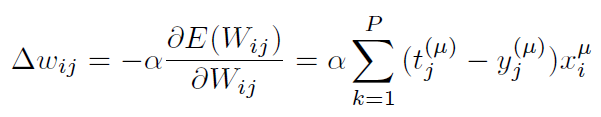 Δw_{ij} = −α ∂E(W_{ij}) / ∂W_{ij} = α ∑_{k=1}^{P} (t_j^{(μ)} − y_j^{(μ)}) x_i^μ